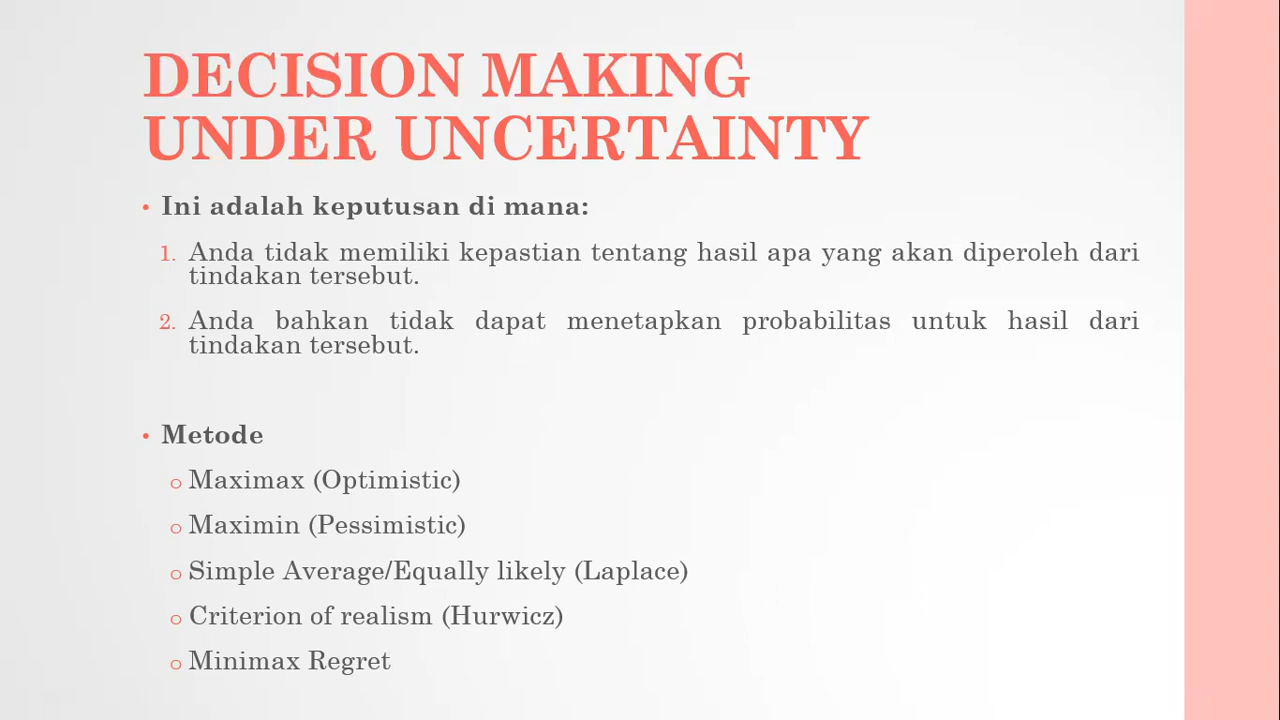 DECISION MAKING
UNDER UNCERTAINTY
• Ini adalah keputusan di mana:
1. Anda tidak memiliki kepastian tentang hasil apa yang akan diperoleh dari
tindakan tersebut.
2. Anda bahkan tidak dapat menetapkan probabilitas untuk hasil dari
tindakan tersebut.
• Metode
o Maximax (Optimistic)
o Maximin (Pessimistic)
o Simple Average/Equally likely (Laplace)
o Criterion of realism (Hurwicz)
o Minimax Regret